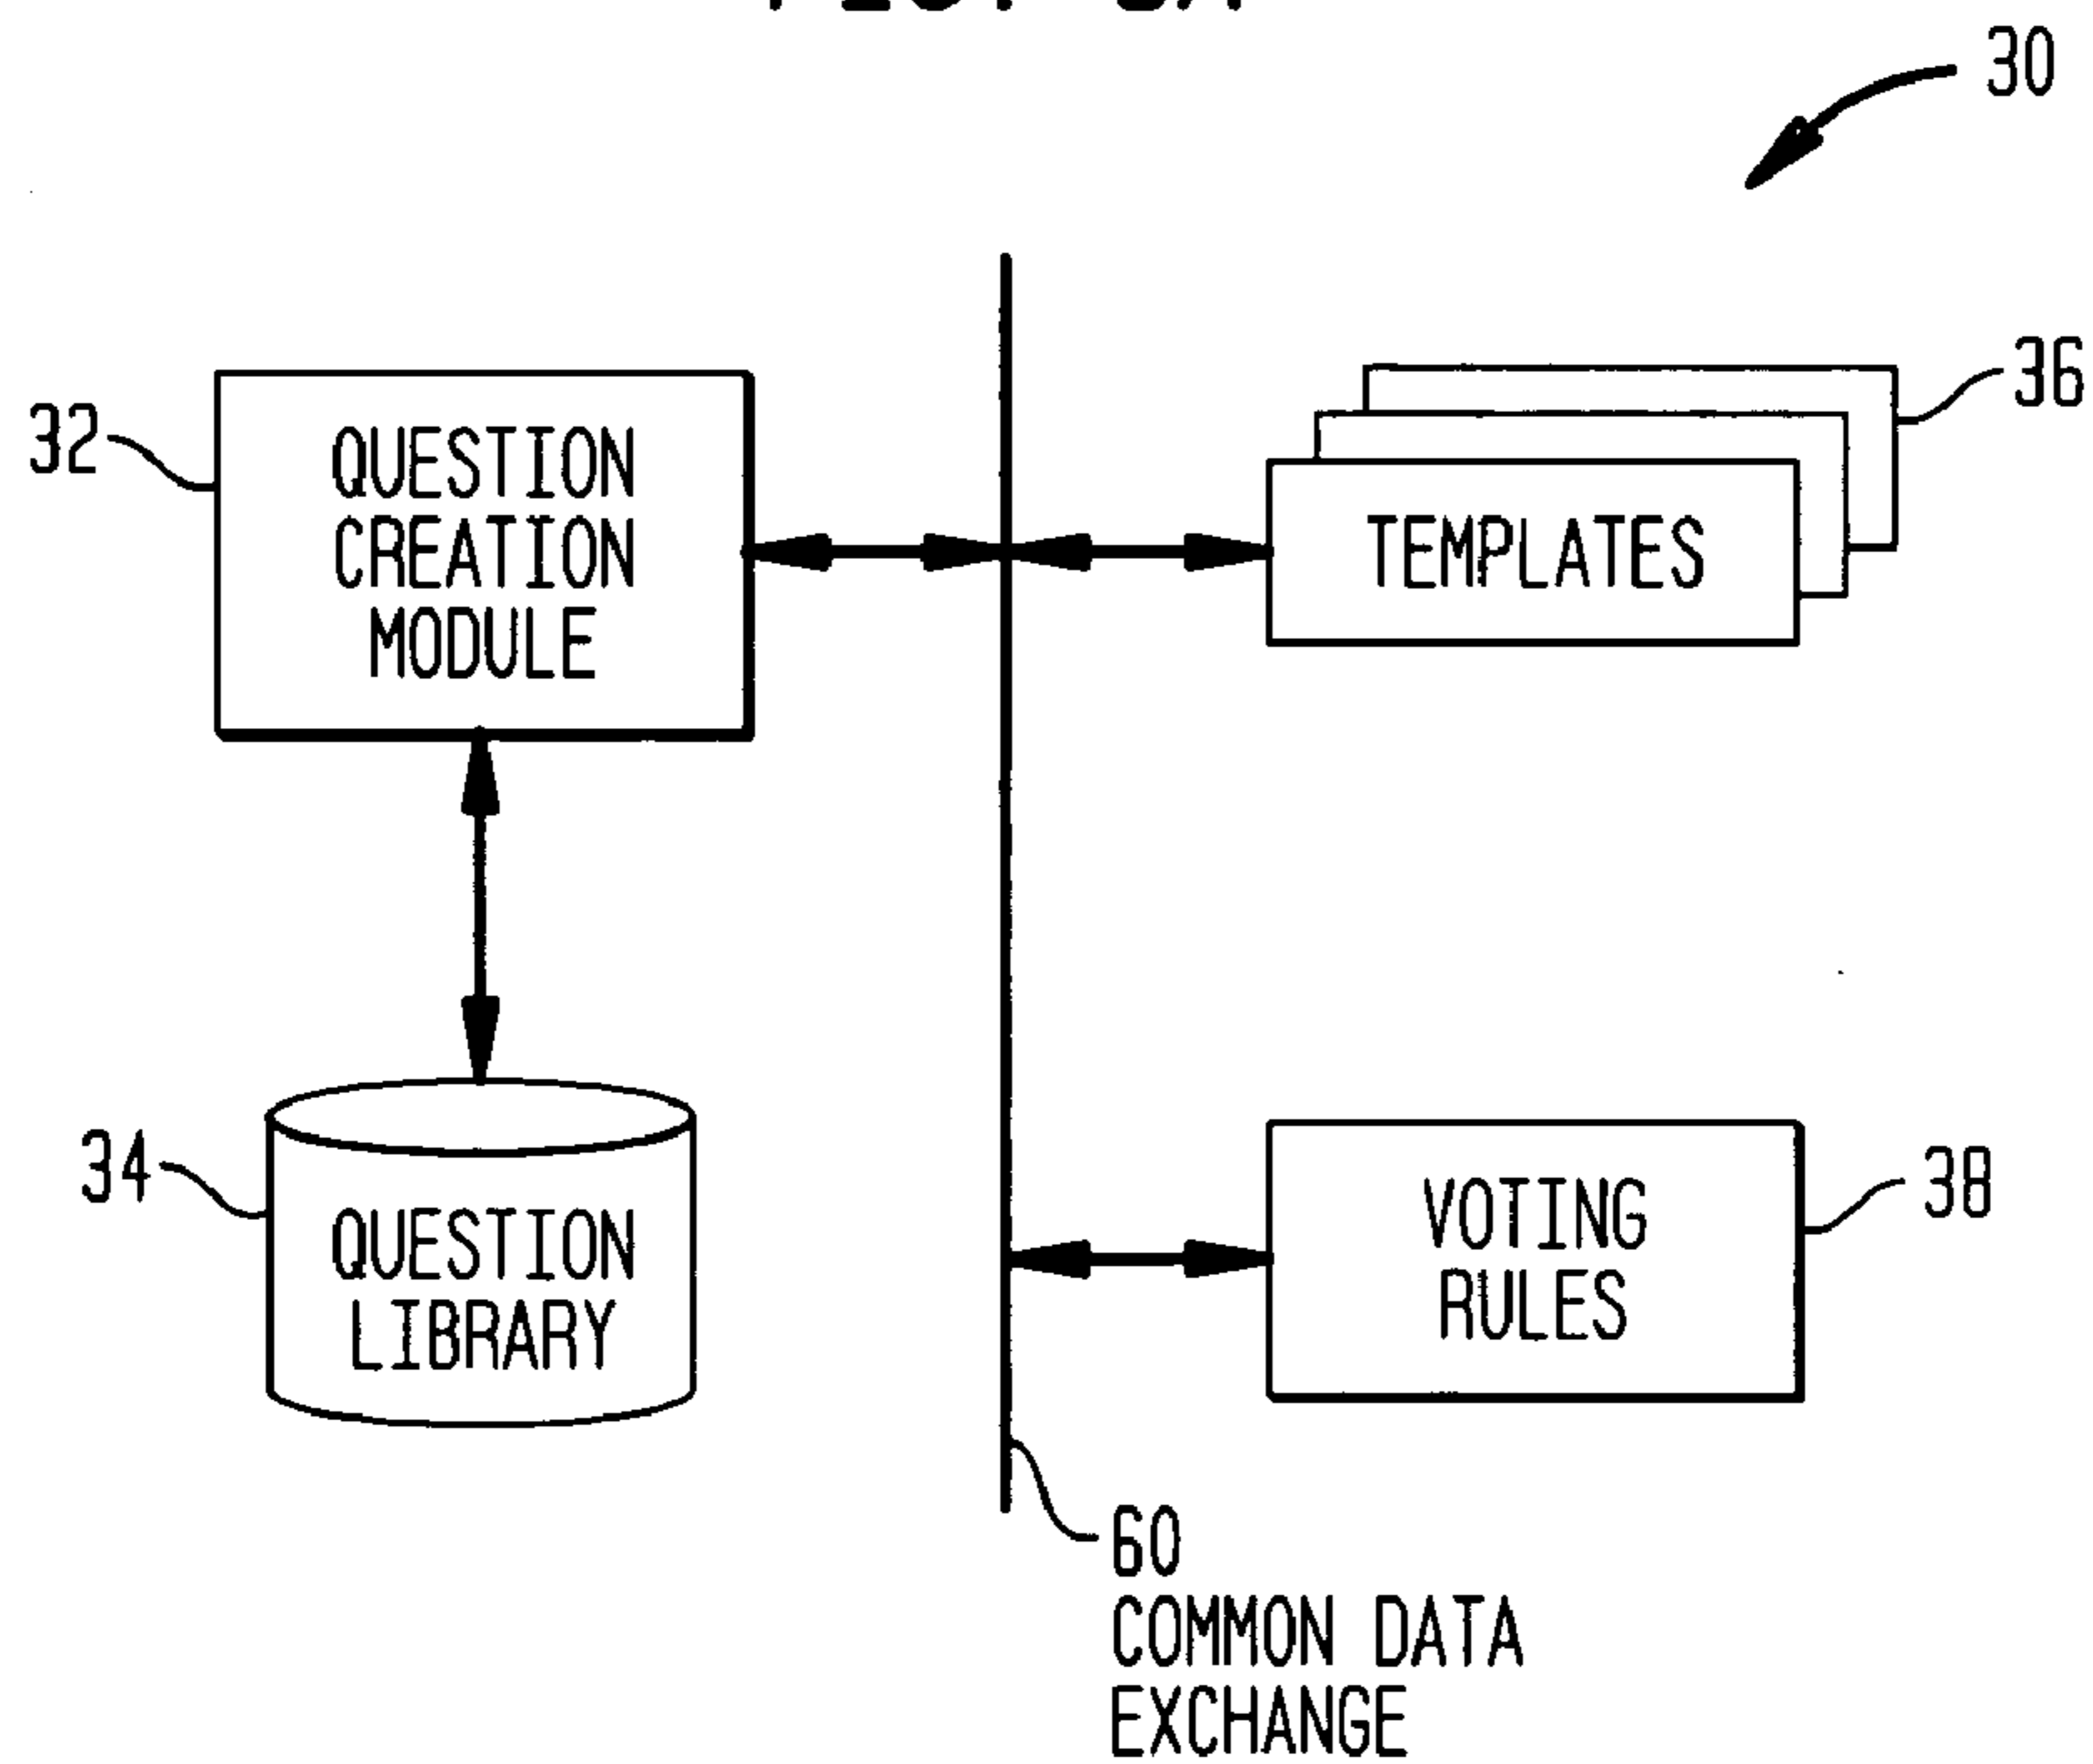 30
36
32
QUESTION
CREATION
MODULE
TEMPLATES
34
QUESTION
LIBRARY
38
VOTING
RULES
60
COMMON DATA
EXCHANGE